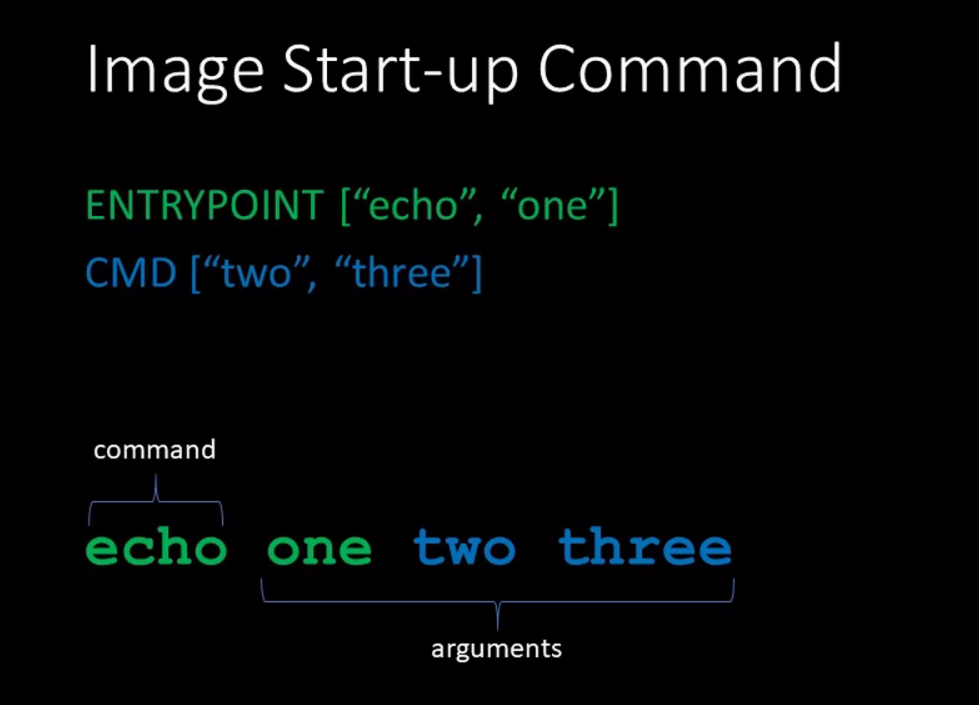 Image Start-up Command
ENTRYPOINT [“echo”, “one”]
CMD [“two”, “three”]
command
echo one two three
arguments